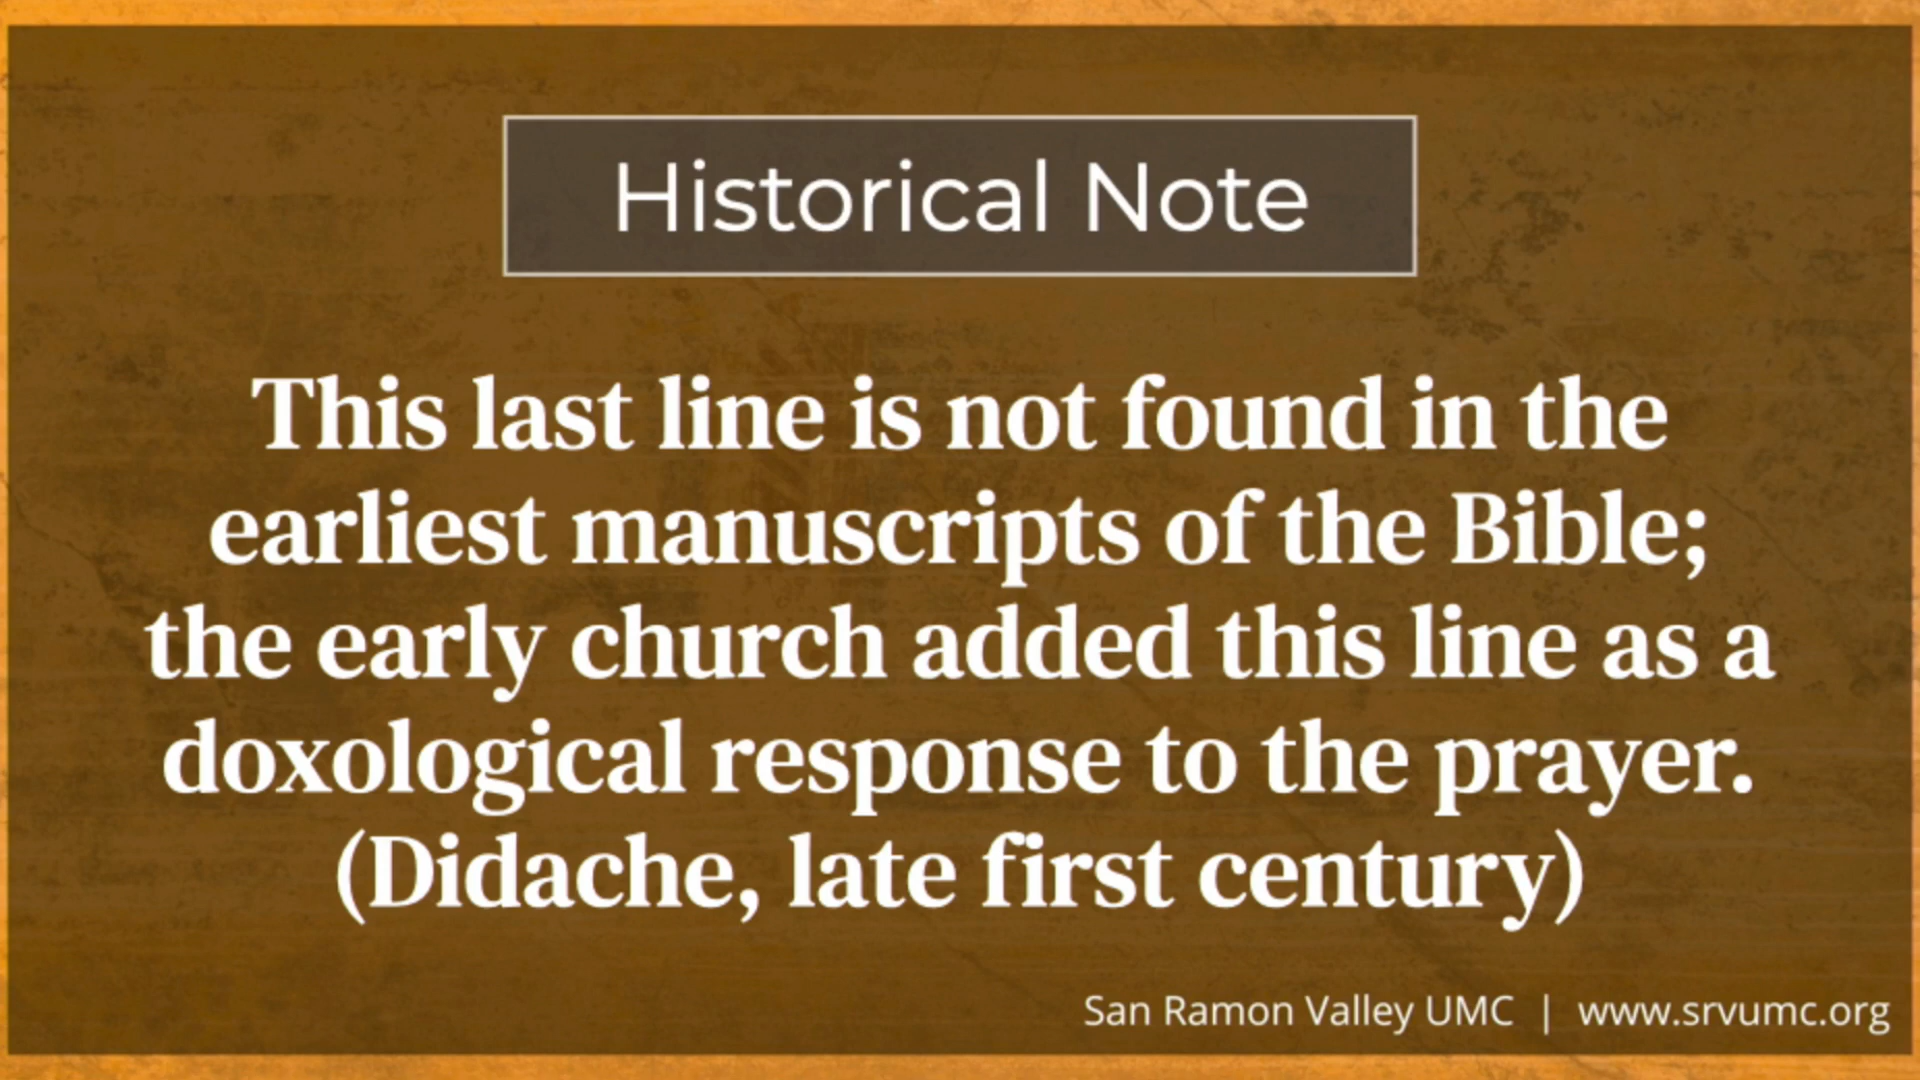 Historical Note
This last line is not found in the
earliest manuscripts of the Bible;
the early church added this line as a
doxological response to the prayer.
(Didache, late first century)
San Ramon Valley UMC | www.srvumc.org